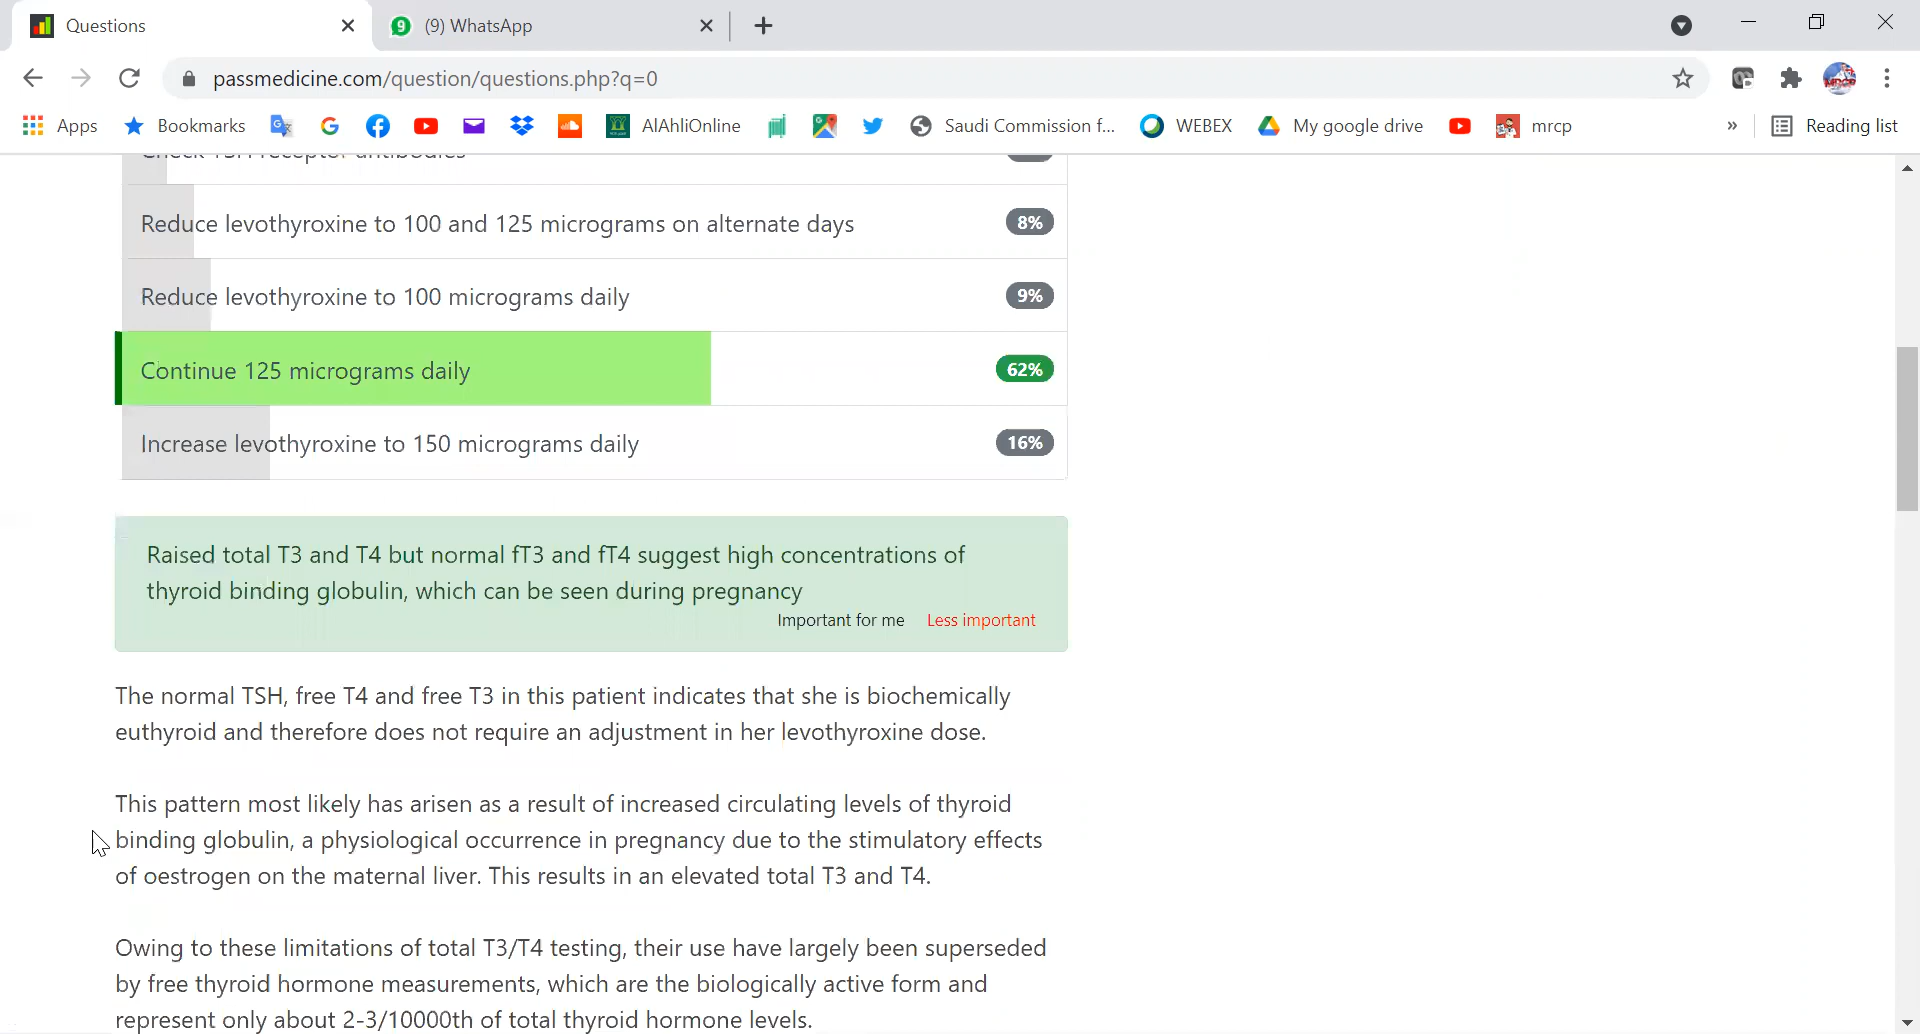 Questions
(9) WhatsApp
passmedicine.com/question/questions.php?q=0
Apps Bookmarks AlAhliOnline Saudi Commission f... WEBEX My google drive mrcp » Reading list
Check TSH receptor antibodies
Reduce levothyroxine to 100 and 125 micrograms on alternate days 8%
Reduce levothyroxine to 100 micrograms daily 9%
Continue 125 micrograms daily 62%
Increase levothyroxine to 150 micrograms daily 16%
Raised total T3 and T4 but normal fT3 and fT4 suggest high concentrations of
thyroid binding globulin, which can be seen during pregnancy
Important for me Less important
The normal TSH, free T4 and free T3 in this patient indicates that she is biochemically
euthyroid and therefore does not require an adjustment in her levothyroxine dose.
This pattern most likely has arisen as a result of increased circulating levels of thyroid
binding globulin, a physiological occurrence in pregnancy due to the stimulatory effects
of oestrogen on the maternal liver. This results in an elevated total T3 and T4.
Owing to these limitations of total T3/T4 testing, their use have largely been superseded
by free thyroid hormone measurements, which are the biologically active form and
represent only about 2-3/10000th of total thyroid hormone levels.